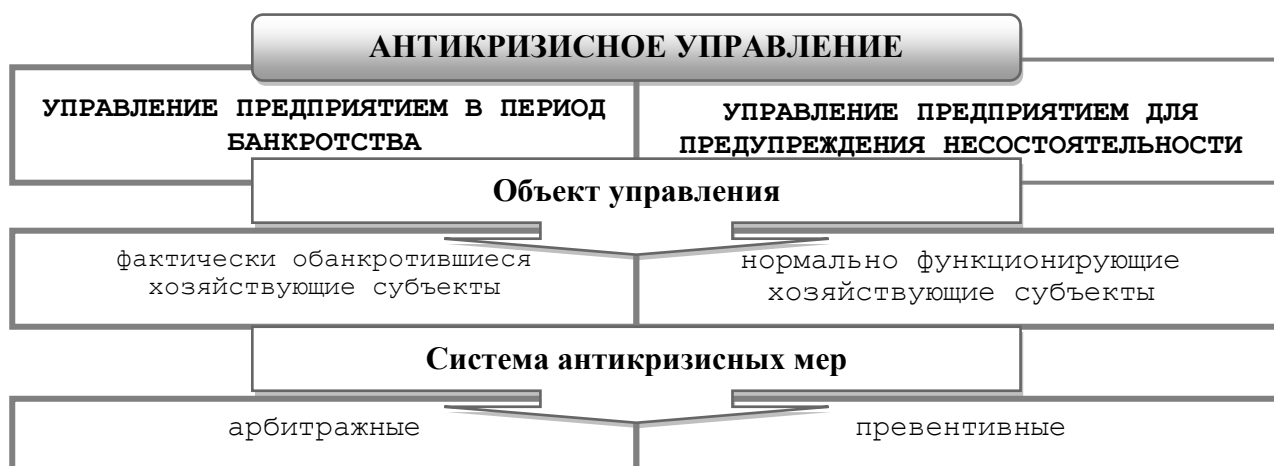 АНТИКРИЗИСНОЕ УПРАВЛЕНИЕ
УПРАВЛЕНИЕ ПРЕДПРИЯТИЕМ В ПЕРИОД
БАНКРОТСТВА
УПРАВЛЕНИЕ ПРЕДПРИЯТИЕМ ДЛЯ
ПРЕДУПРЕЖДЕНИЯ НЕСОСТОЯТЕЛЬНОСТИ
Объект управления
фактически обанкротившиеся
хозяйствующие субъекты
нормально функционирующие
хозяйствующие субъекты
Система антикризисных мер
арбитражные
превентивные